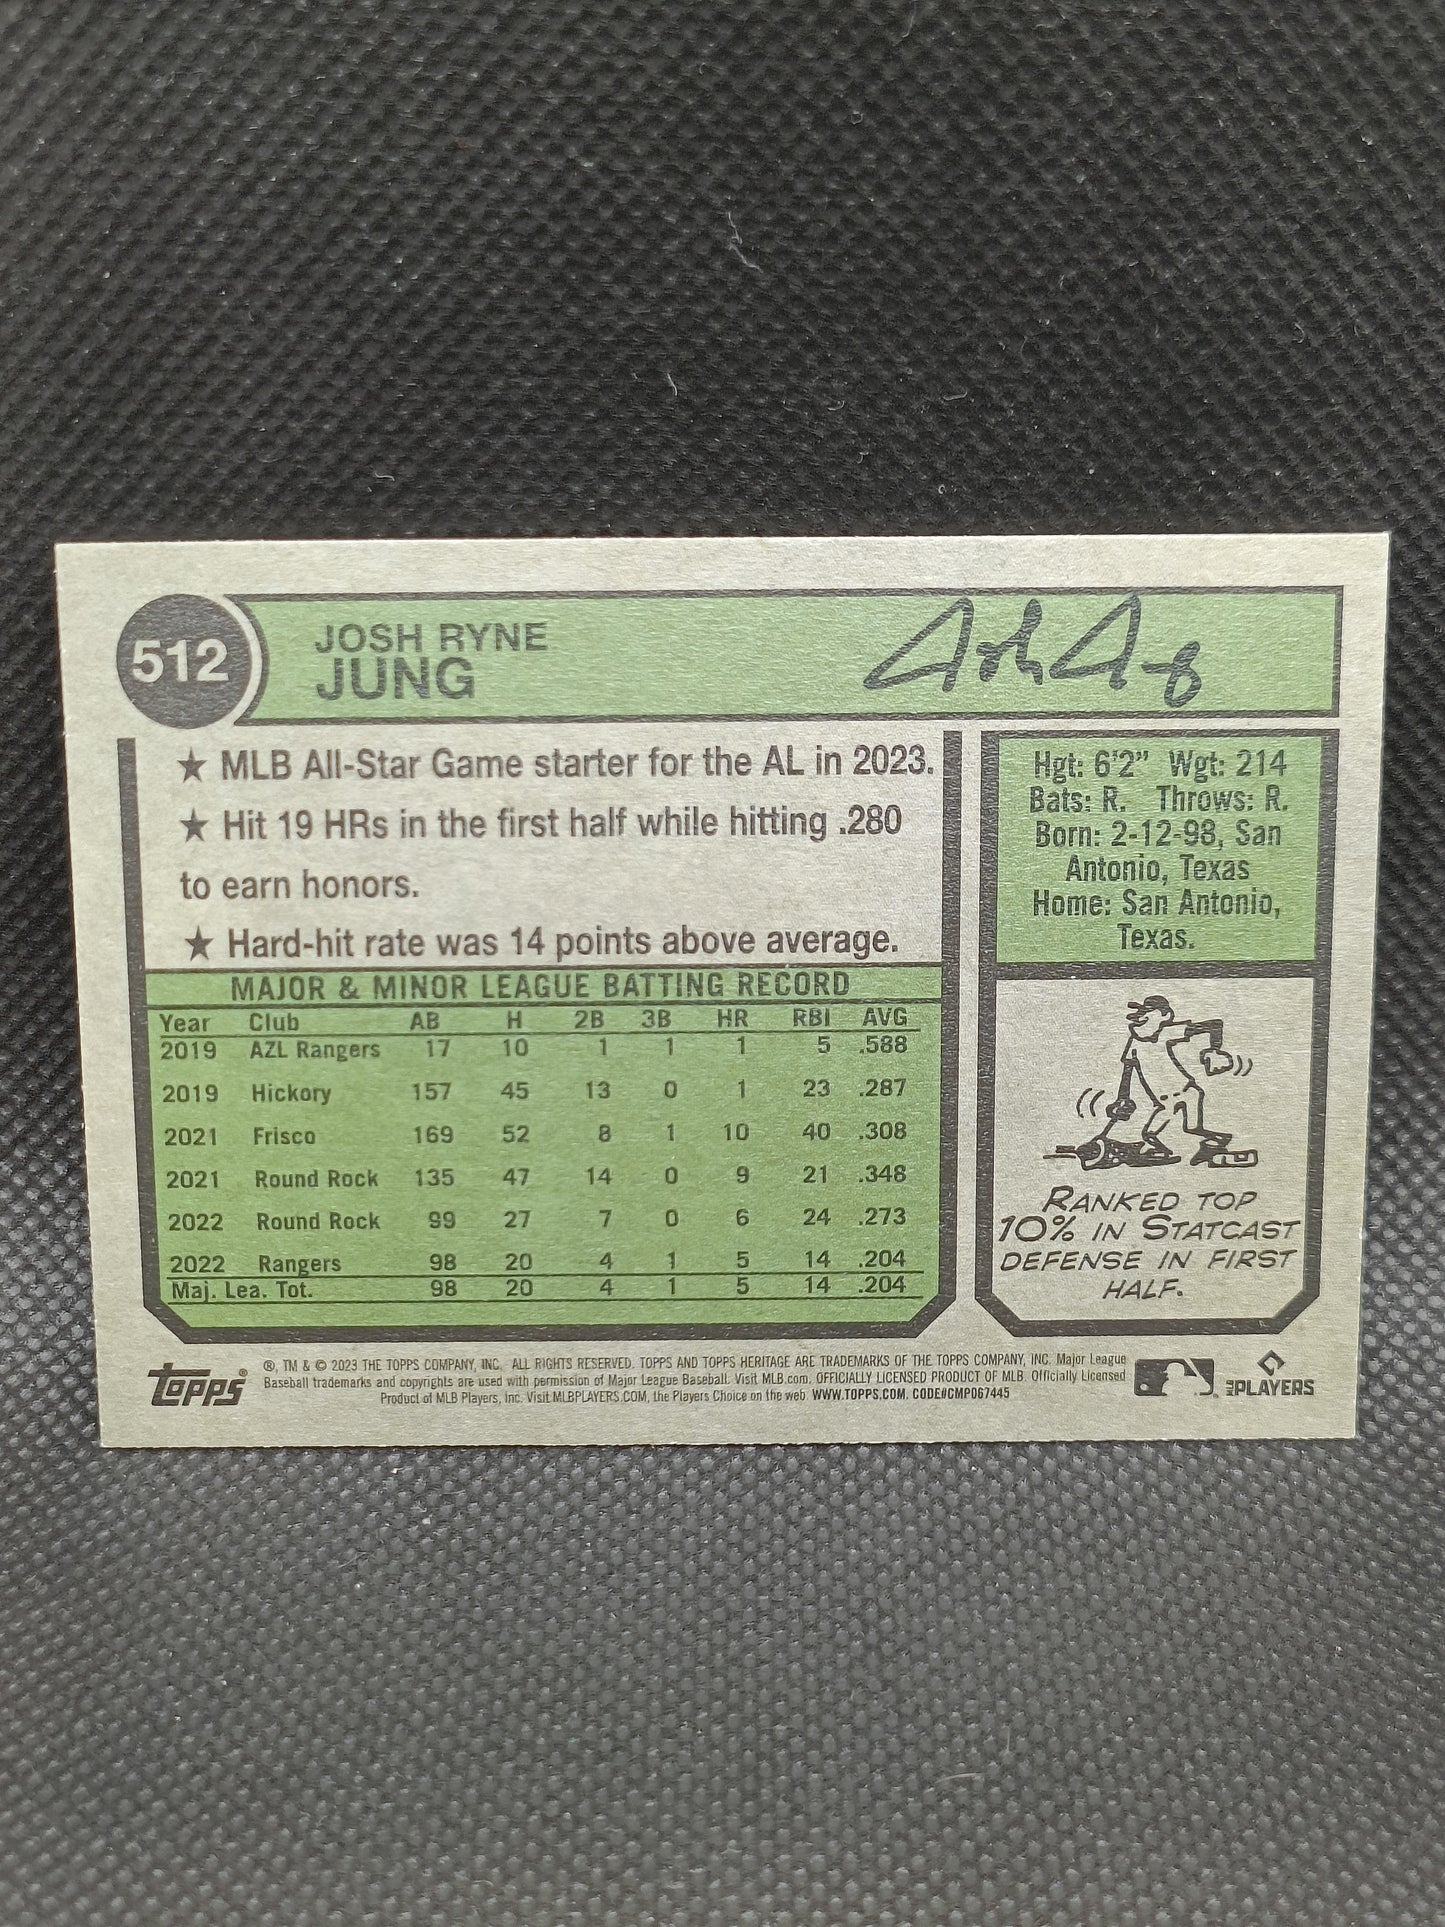 512
JOSH RYNE
JUNG
Josh Jung
★ MLB All-Star Game starter for the AL in 2023.
★ Hit 19 HRs in the first half while hitting .280
to earn honors.
★ Hard-hit rate was 14 points above average.
MAJOR & MINOR LEAGUE BATTING RECORD
Year Club AB H 2B 3B HR RBI AVG
2019 AZL Rangers 17 10 1 1 1 5 .588
2019 Hickory 157 45 13 0 1 23 .287
2021 Frisco 169 52 8 1 10 40 .308
2021 Round Rock 135 47 14 0 9 21 .348
2022 Round Rock 99 27 7 0 6 24 .273
2022 Rangers 98 20 4 1 5 14 .204
Maj. Lea. Tot. 98 20 4 1 5 14 .204
Hgt: 6'2" Wgt: 214
Bats: R. Throws: R.
Born: 2-12-98, San
Antonio, Texas
Home: San Antonio,
Texas.
RANKED TOP
10% IN STATCAST
DEFENSE IN FIRST
HALF.
topps®
®, TM & © 2023 THE TOPPS COMPANY, INC. ALL RIGHTS RESERVED. TOPPS AND TOPPS HERITAGE ARE TRADEMARKS OF THE TOPPS COMPANY, INC. Major League
Baseball trademarks and copyrights are used with permission of Major League Baseball. Visit MLB.com. OFFICIALLY LICENSED PRODUCT OF MLB. Officially Licensed
Product of MLB Players, Inc. Visit MLBPLAYERS.COM, the Players Choice on the web. WWW.TOPPS.COM. CODE#CMP067445
MLB PLAYERS